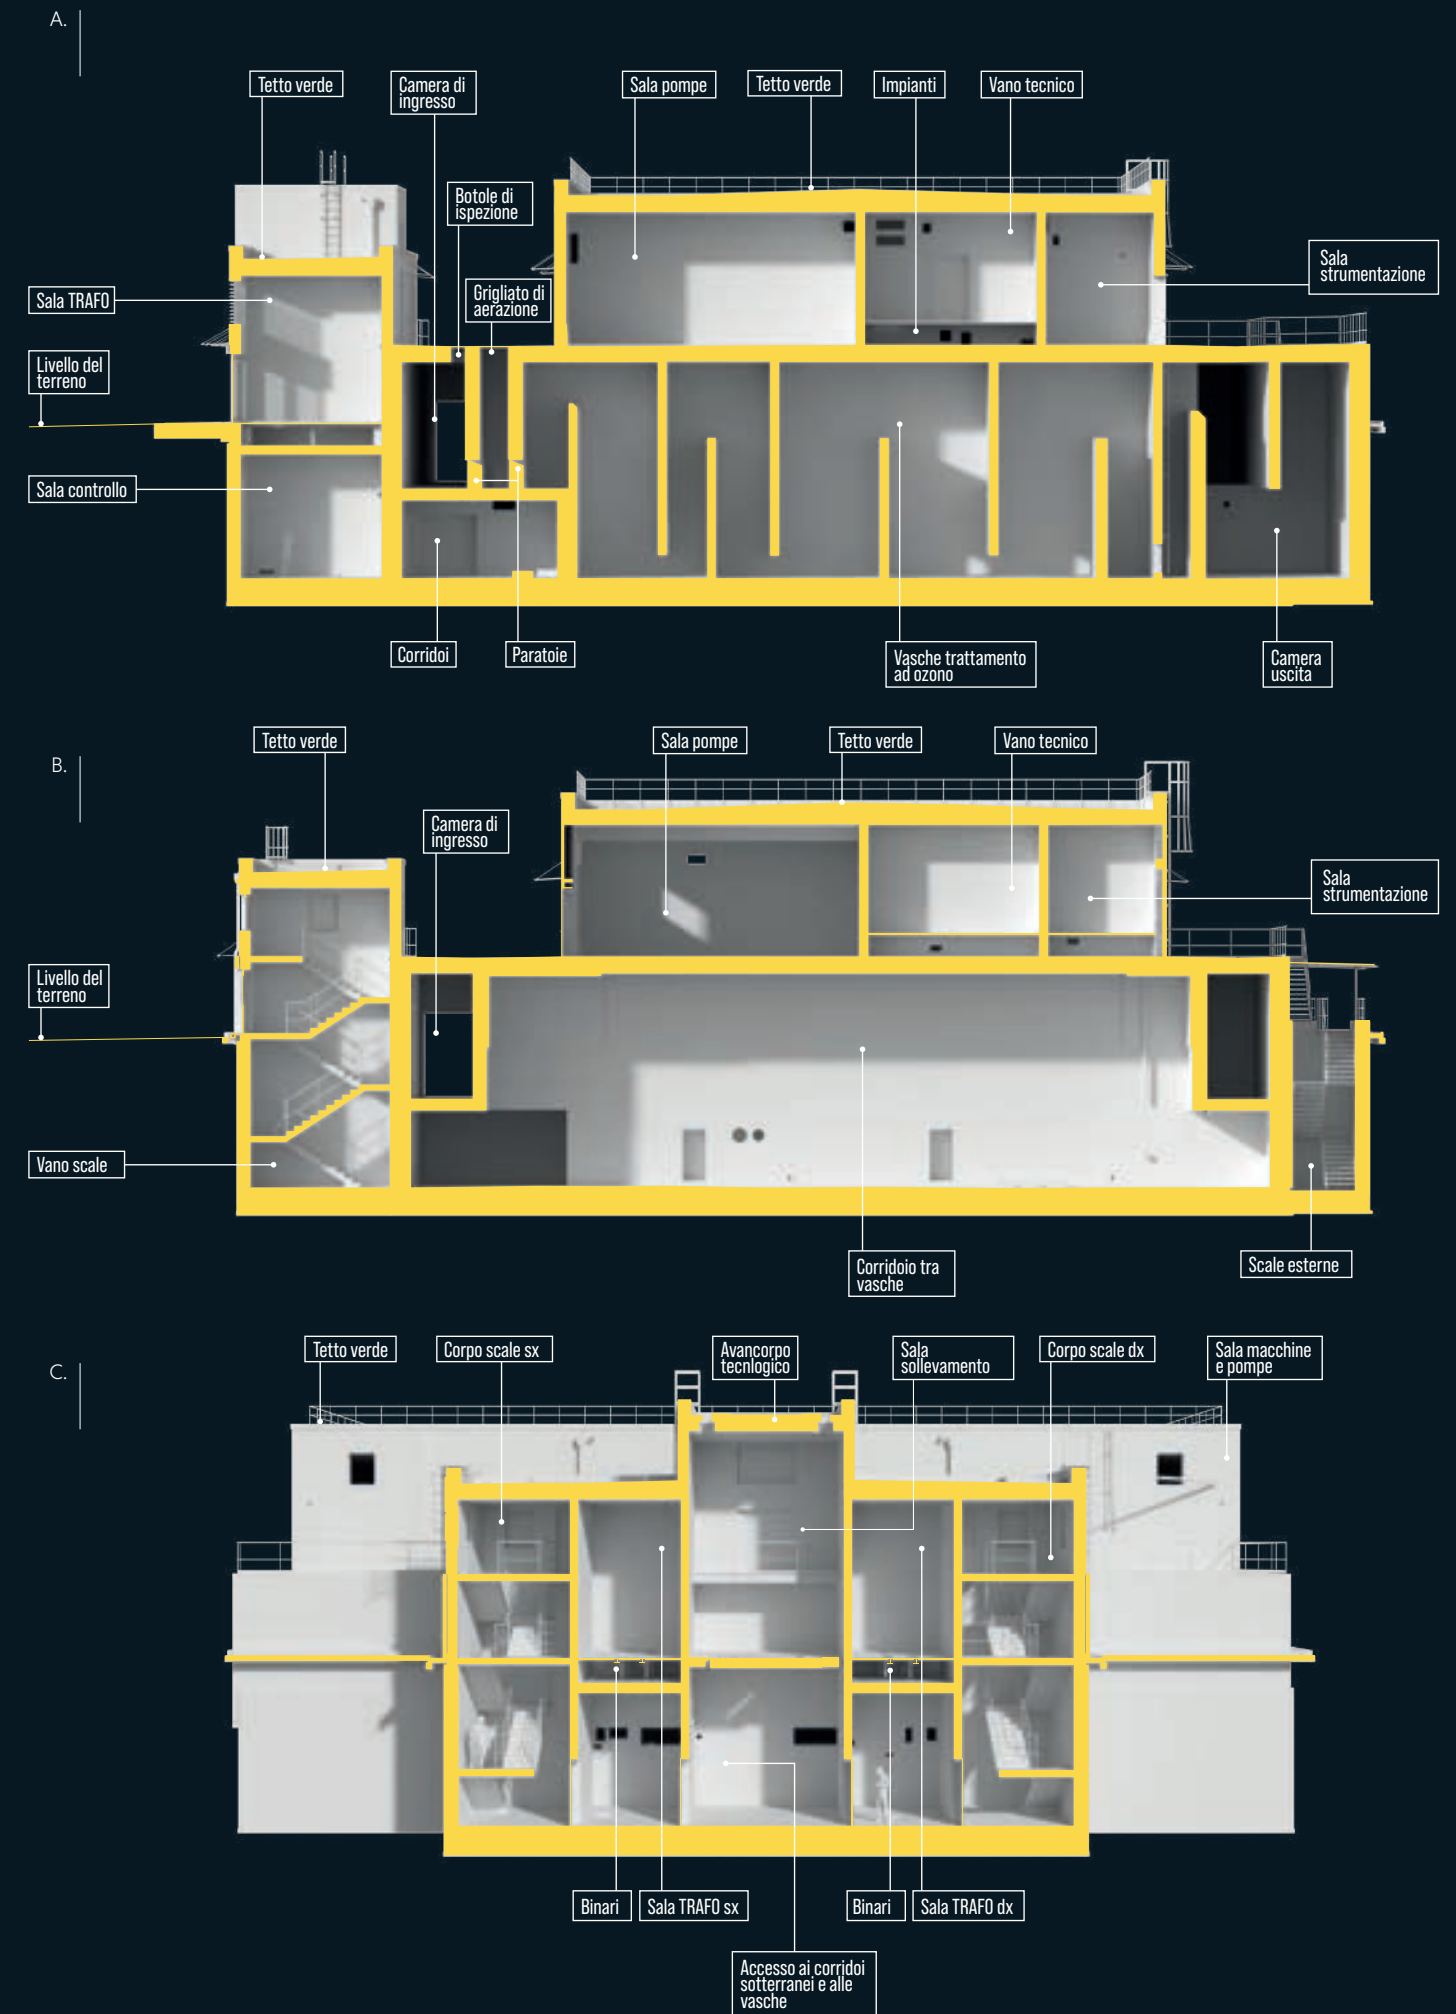 A.
Tetto verde
Camera di
ingresso
Sala pompe
Tetto verde
Impianti
Vano tecnico
Botole di
ispezione
Sala
strumentazione
Grigliato di
aerazione
Sala TRAFO
Livello del
terreno
Sala controllo
Corridoi
Paratoie
Vasche trattamento
ad ozono
Camera
uscita
B.
Tetto verde
Sala pompe
Tetto verde
Vano tecnico
Camera di
ingresso
Sala
strumentazione
Livello del
terreno
Vano scale
Corridoio tra
vasche
Scale esterne
C.
Tetto verde
Corpo scale sx
Avancorpo
tecnlogico
Sala
sollevamento
Corpo scale dx
Sala macchine
e pompe
Binari
Sala TRAFO sx
Binari
Sala TRAFO dx
Accesso ai corridoi
sotterranei e alle
vasche